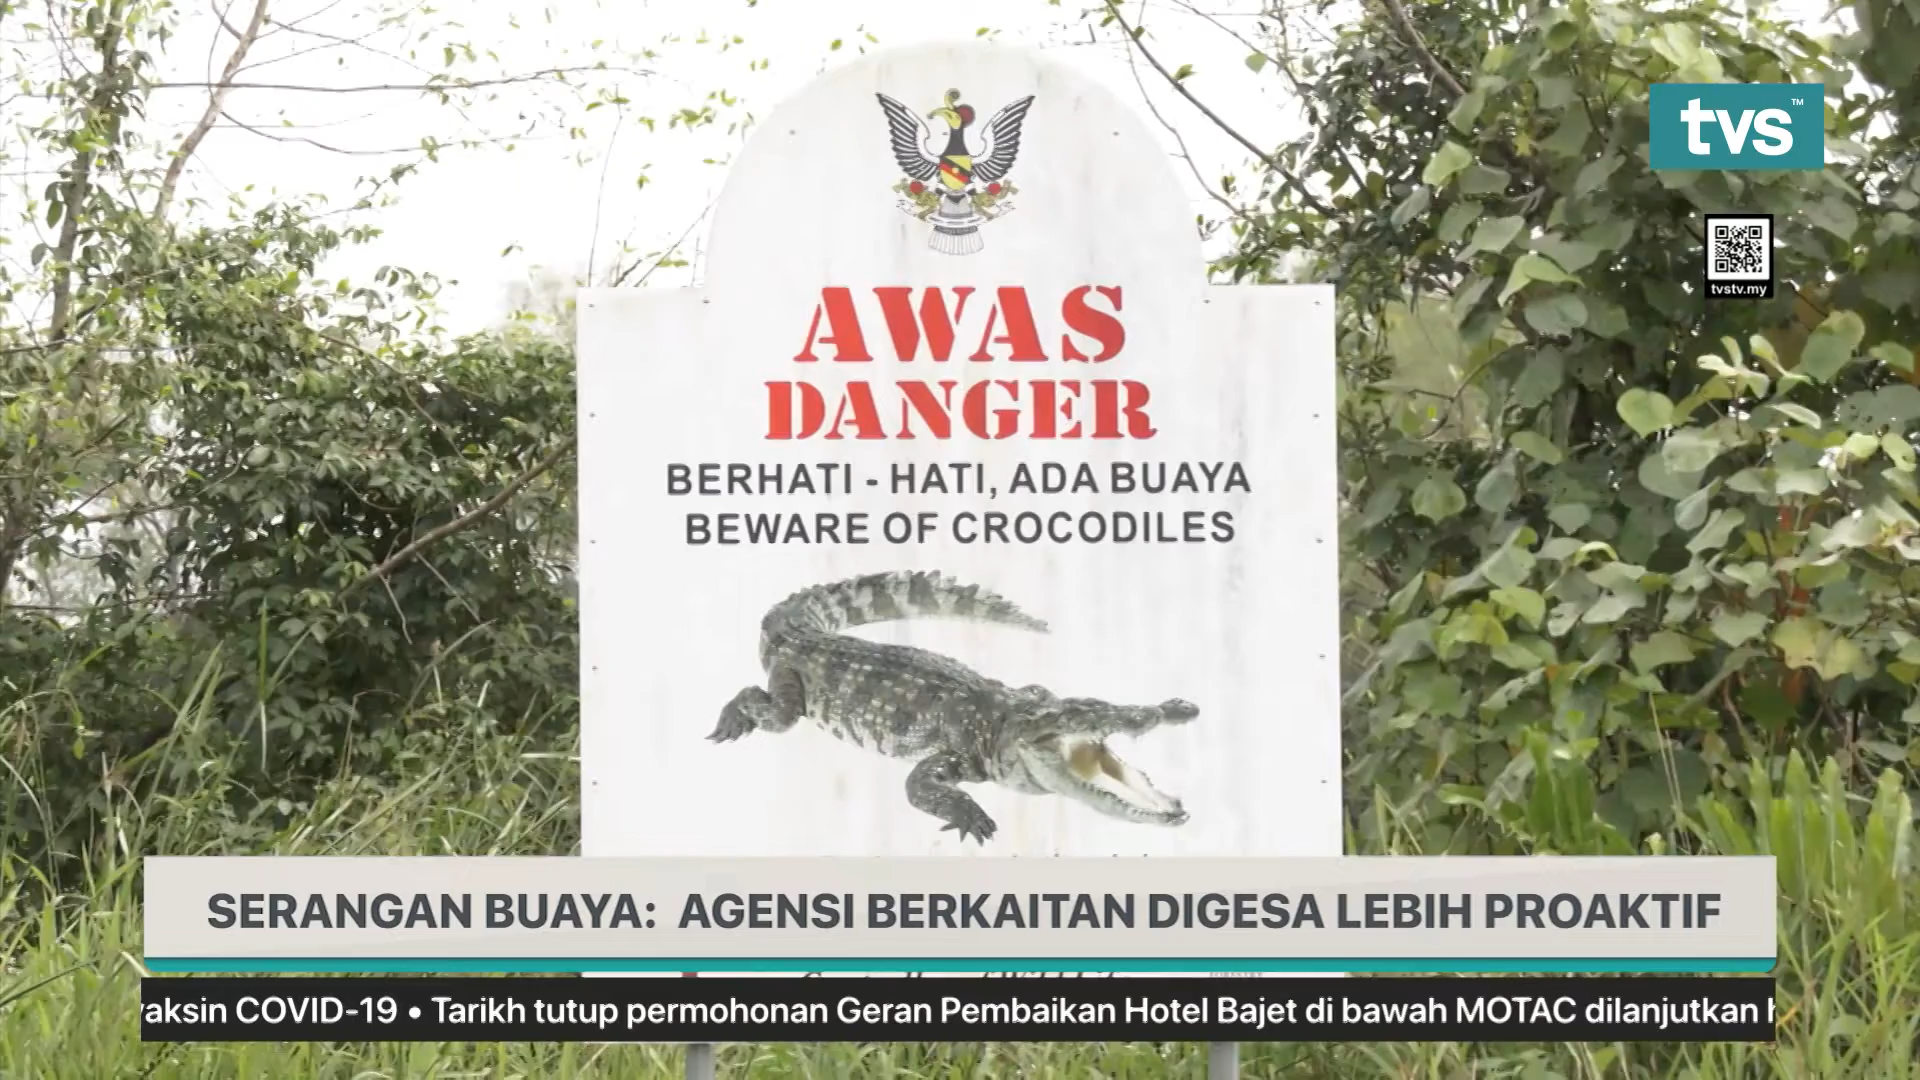 tvs™
tvstv.my
AWAS
DANGER
BERHATI - HATI, ADA BUAYA
BEWARE OF CROCODILES
SERANGAN BUAYA: AGENSI BERKAITAN DIGESA LEBIH PROAKTIF
COVID-19 • Tarikh tutup permohonan Geran Pembaikan Hotel Bajet di bawah MOTAC dilanjutkan